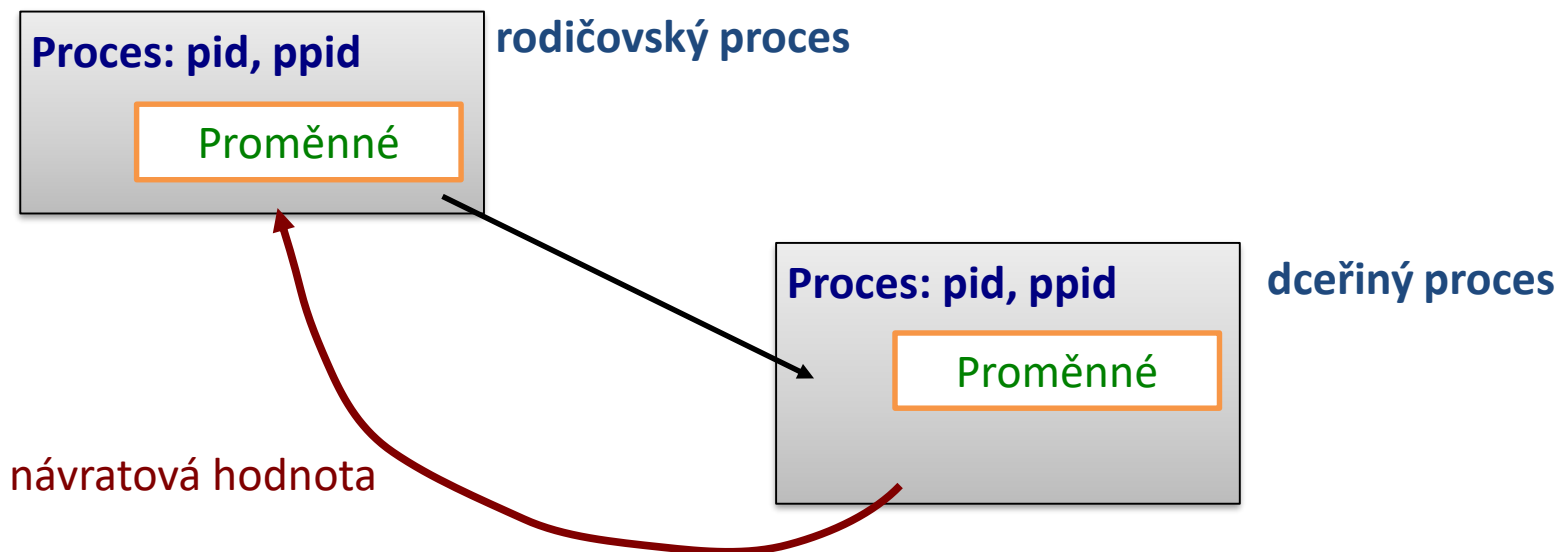 Proces: pid, ppid
rodičovský proces
Proměnné
Proces: pid, ppid
dceřiný proces
Proměnné
návratová hodnota